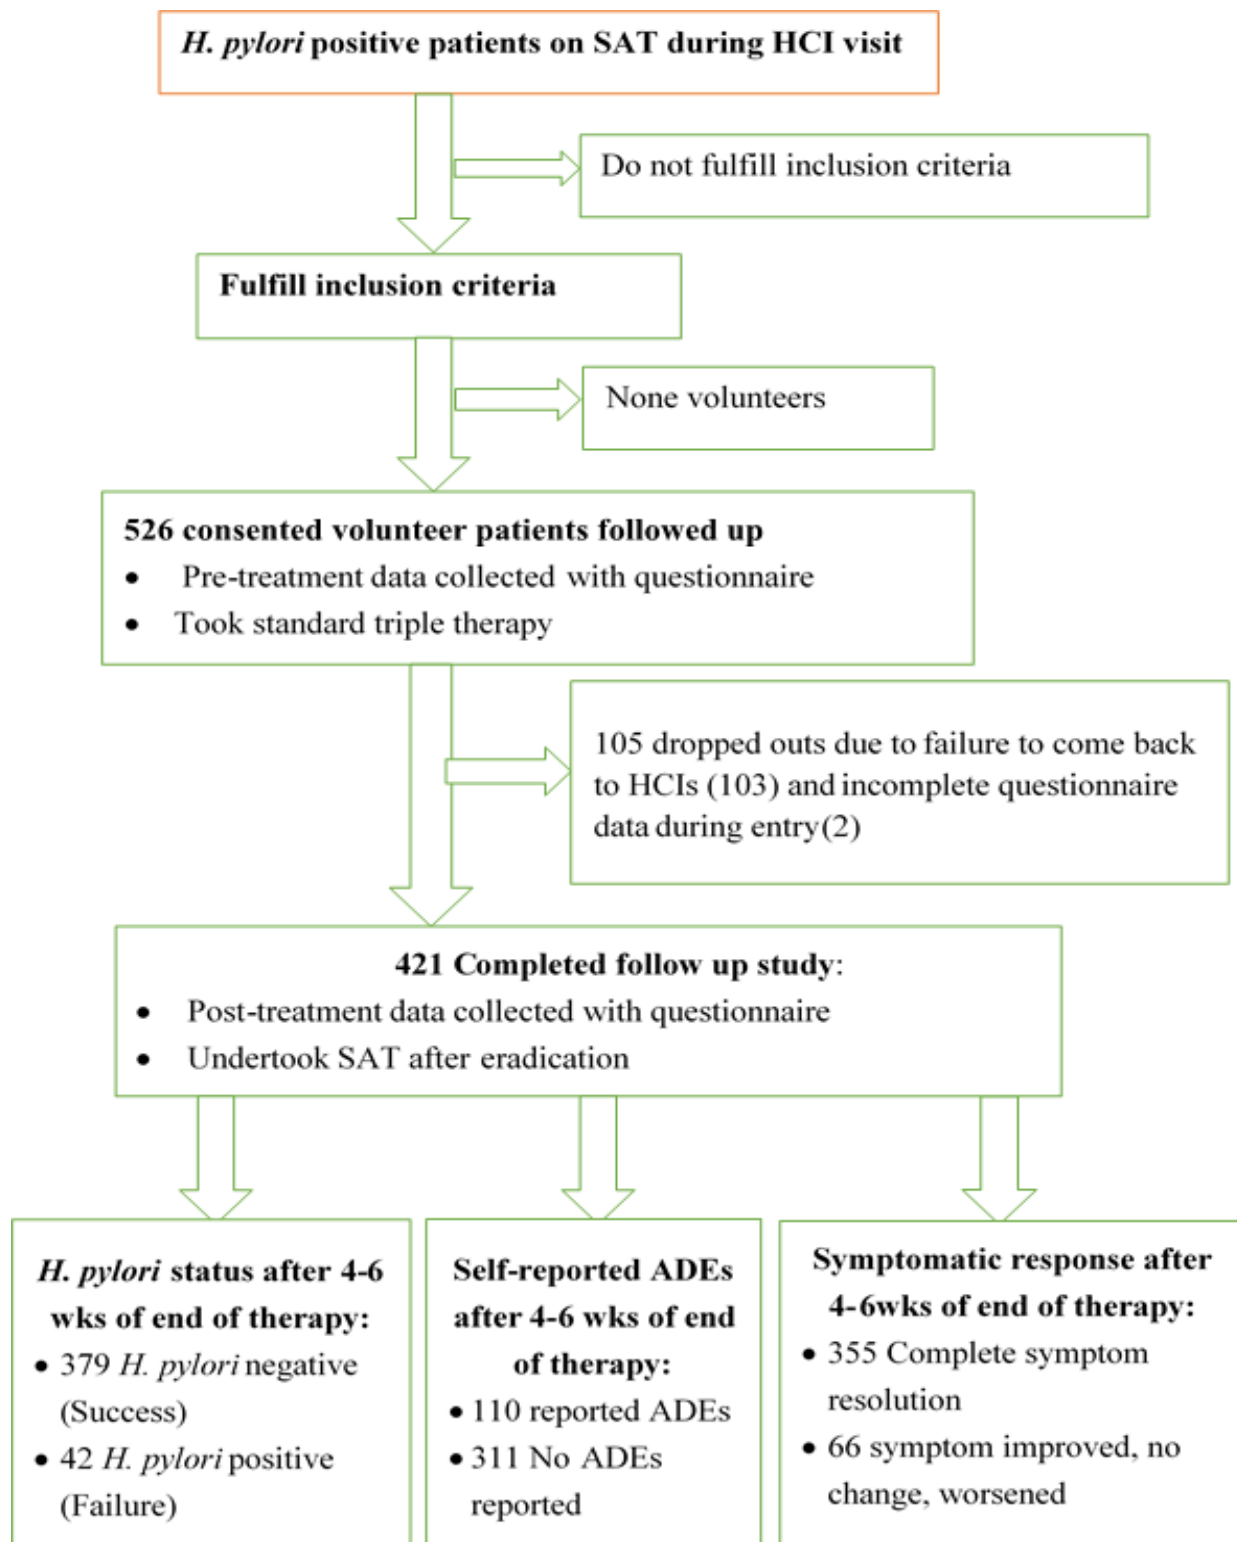 H. pylori positive patients on SAT during HCI visit
Do not fulfill inclusion criteria
Fulfill inclusion criteria
None volunteers
526 consented volunteer patients followed up
• Pre-treatment data collected with questionnaire
• Took standard triple therapy
105 dropped outs due to failure to come back
to HCIs (103) and incomplete questionnaire
data during entry(2)
421 Completed follow up study:
• Post-treatment data collected with questionnaire
• Undertook SAT after eradication
H. pylori status after 4-6
wks of end of therapy:
• 379 H. pylori negative
(Success)
• 42 H. pylori positive
(Failure)
Self-reported ADEs
after 4-6 wks of end
of therapy:
• 110 reported ADEs
• 311 No ADEs
reported
Symptomatic response after
4-6wks of end of therapy:
• 355 Complete symptom
resolution
• 66 symptom improved, no
change, worsened